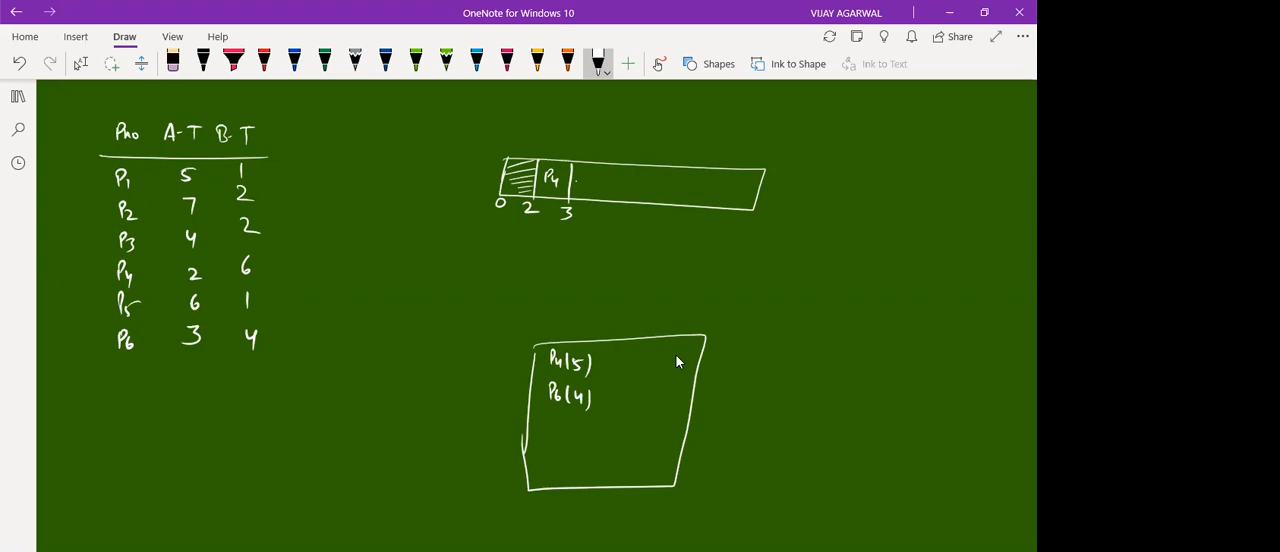 OneNote for Windows 10
VIJAY AGARWAL
Home Insert Draw View Help
Share
Shapes Ink to Shape Ink to Text
Pno A-T B-T
P1 5 1
P2 7 2
P3 4 2
P4 2 6
P5 6 1
P6 3 4
P4
0 2 3
P4(5)
P6(4)